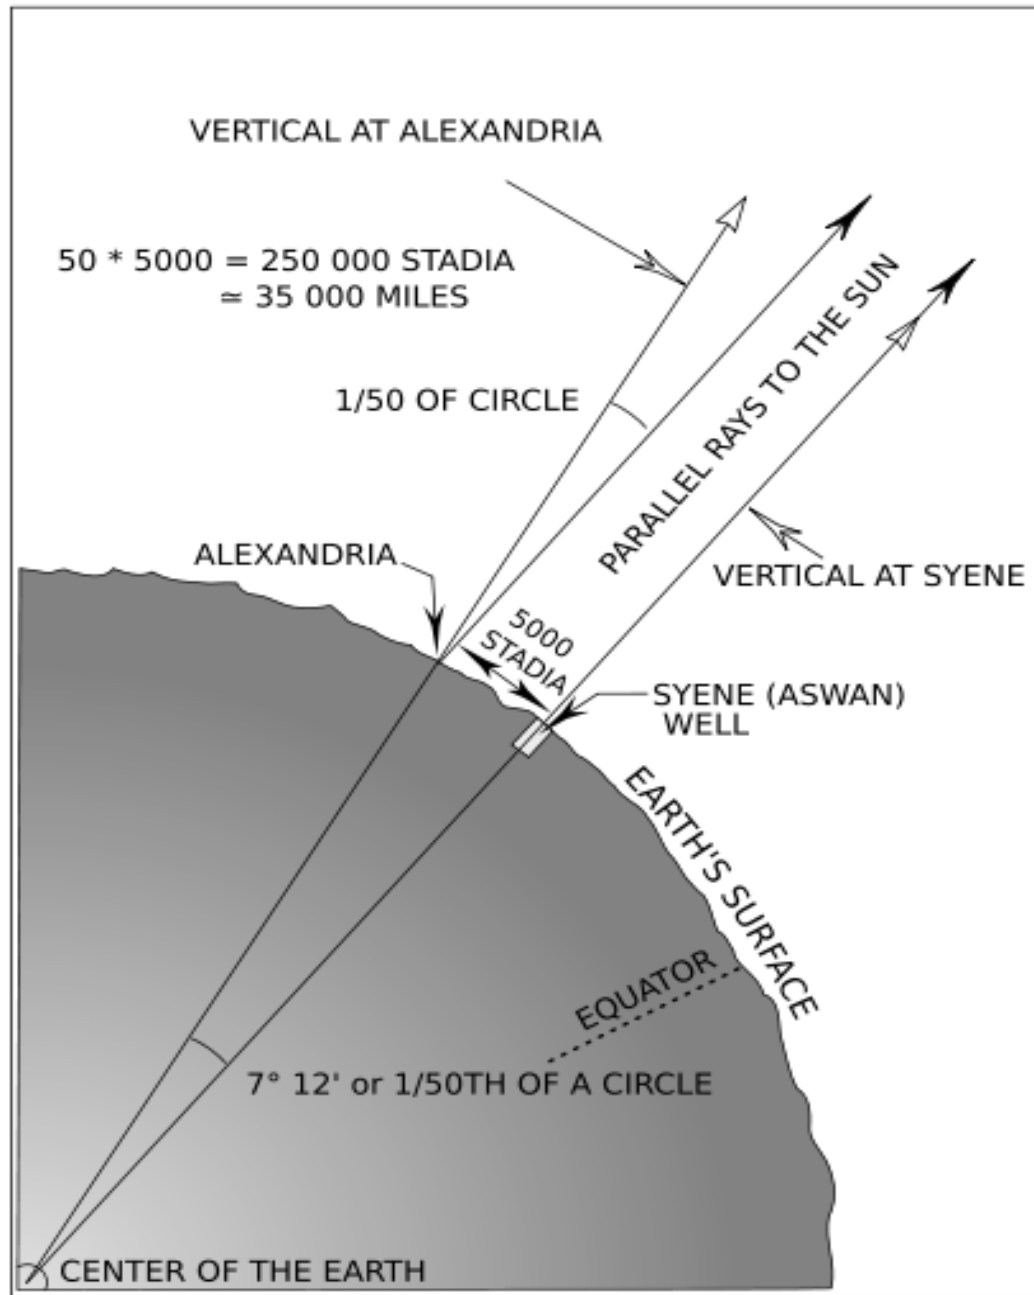 VERTICAL AT ALEXANDRIA
50 * 5000 = 250 000 STADIA
≃ 35 000 MILES
1/50 OF CIRCLE
PARALLEL RAYS TO THE SUN
ALEXANDRIA
VERTICAL AT SYENE
5000
STADIA
SYENE (ASWAN)
WELL
EARTH'S SURFACE
EQUATOR
7° 12' or 1/50TH OF A CIRCLE
CENTER OF THE EARTH